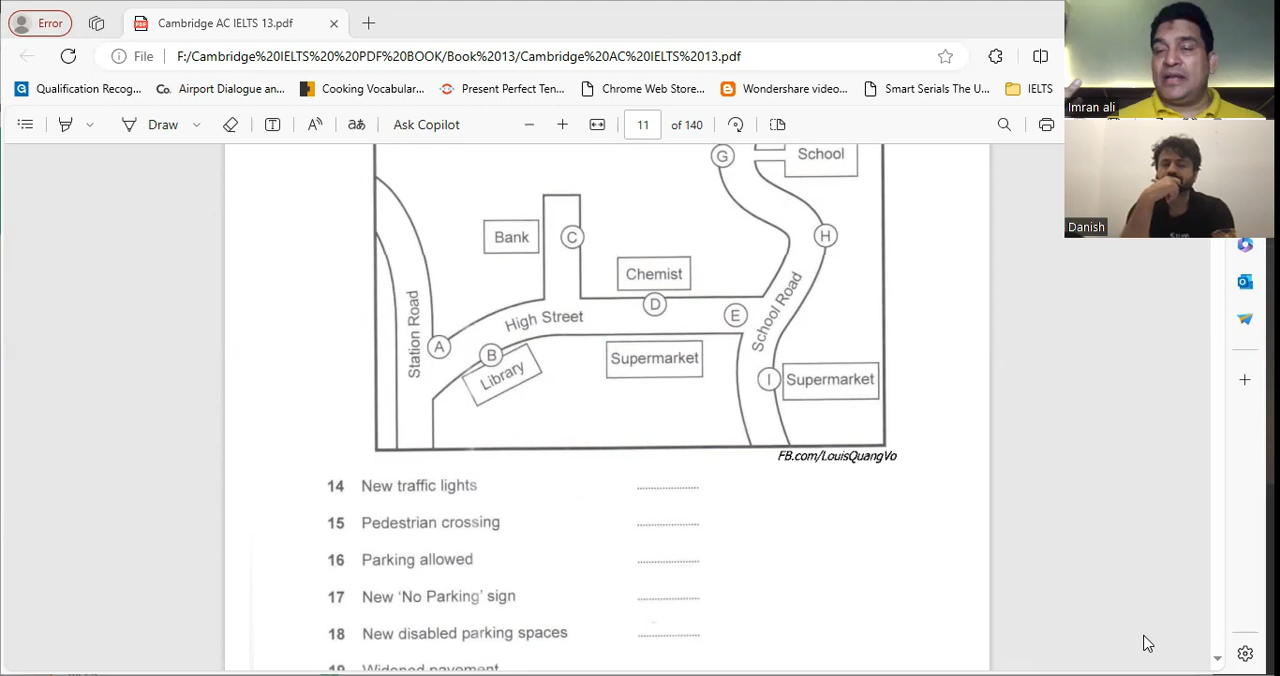 Error
Cambridge AC IELTS 13.pdf
File F:/Cambridge%20IELTS%20%20PDF%20BOOK/Book%2013/Cambridge%20AC%20IELTS%2013.pdf
Qualification Recog... Airport Dialogue an... Cooking Vocabulary... Present Perfect Ten... Chrome Web Store... Wondershare video... Smart Serials The U... IELTS
Draw Ask Copilot 11 of 140
Imran ali
Danish
G School
Bank C H
Chemist
D E
Station Road High Street School Road
A B Library Supermarket I Supermarket
FB.com/LouisQuangVo
14 New traffic lights ....................
15 Pedestrian crossing ....................
16 Parking allowed ....................
17 New ‘No Parking’ sign ....................
18 New disabled parking spaces ....................
19 Widened pavement